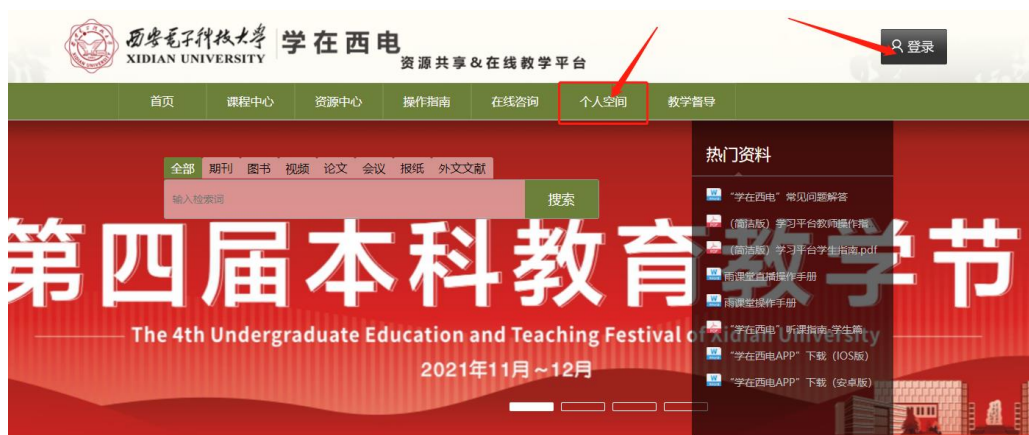 西安电子科技大学
XIDIAN UNIVERSITY
学在西电
资源共享&在线教学平台
登录
首页 课程中心 资源中心 操作指南 在线咨询 个人空间 教学督导
全部 期刊 图书 视频 论文 会议 报纸 外文文献
输入检索词 搜索
第四届本科教育教学节
The 4th Undergraduate Education and Teaching Festival of Xidian University
2021年11月~12月
热门资料
“学在西电”常见问题解答
(简洁版) 学习平台教师操作指
(简洁版) 学习平台学生指南.pdf
雨课堂直播操作手册
雨课堂操作手册
“学在西电”听课指南-学生篇
“学在西电APP”下载 (IOS版)
“学在西电APP”下载 (安卓版)